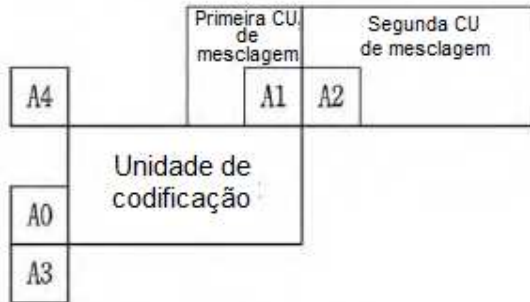 Primeira CU
de
mesclagem
Segunda CU
de mesclagem
A4
A1
A2
Unidade de
codificação
A0
A3